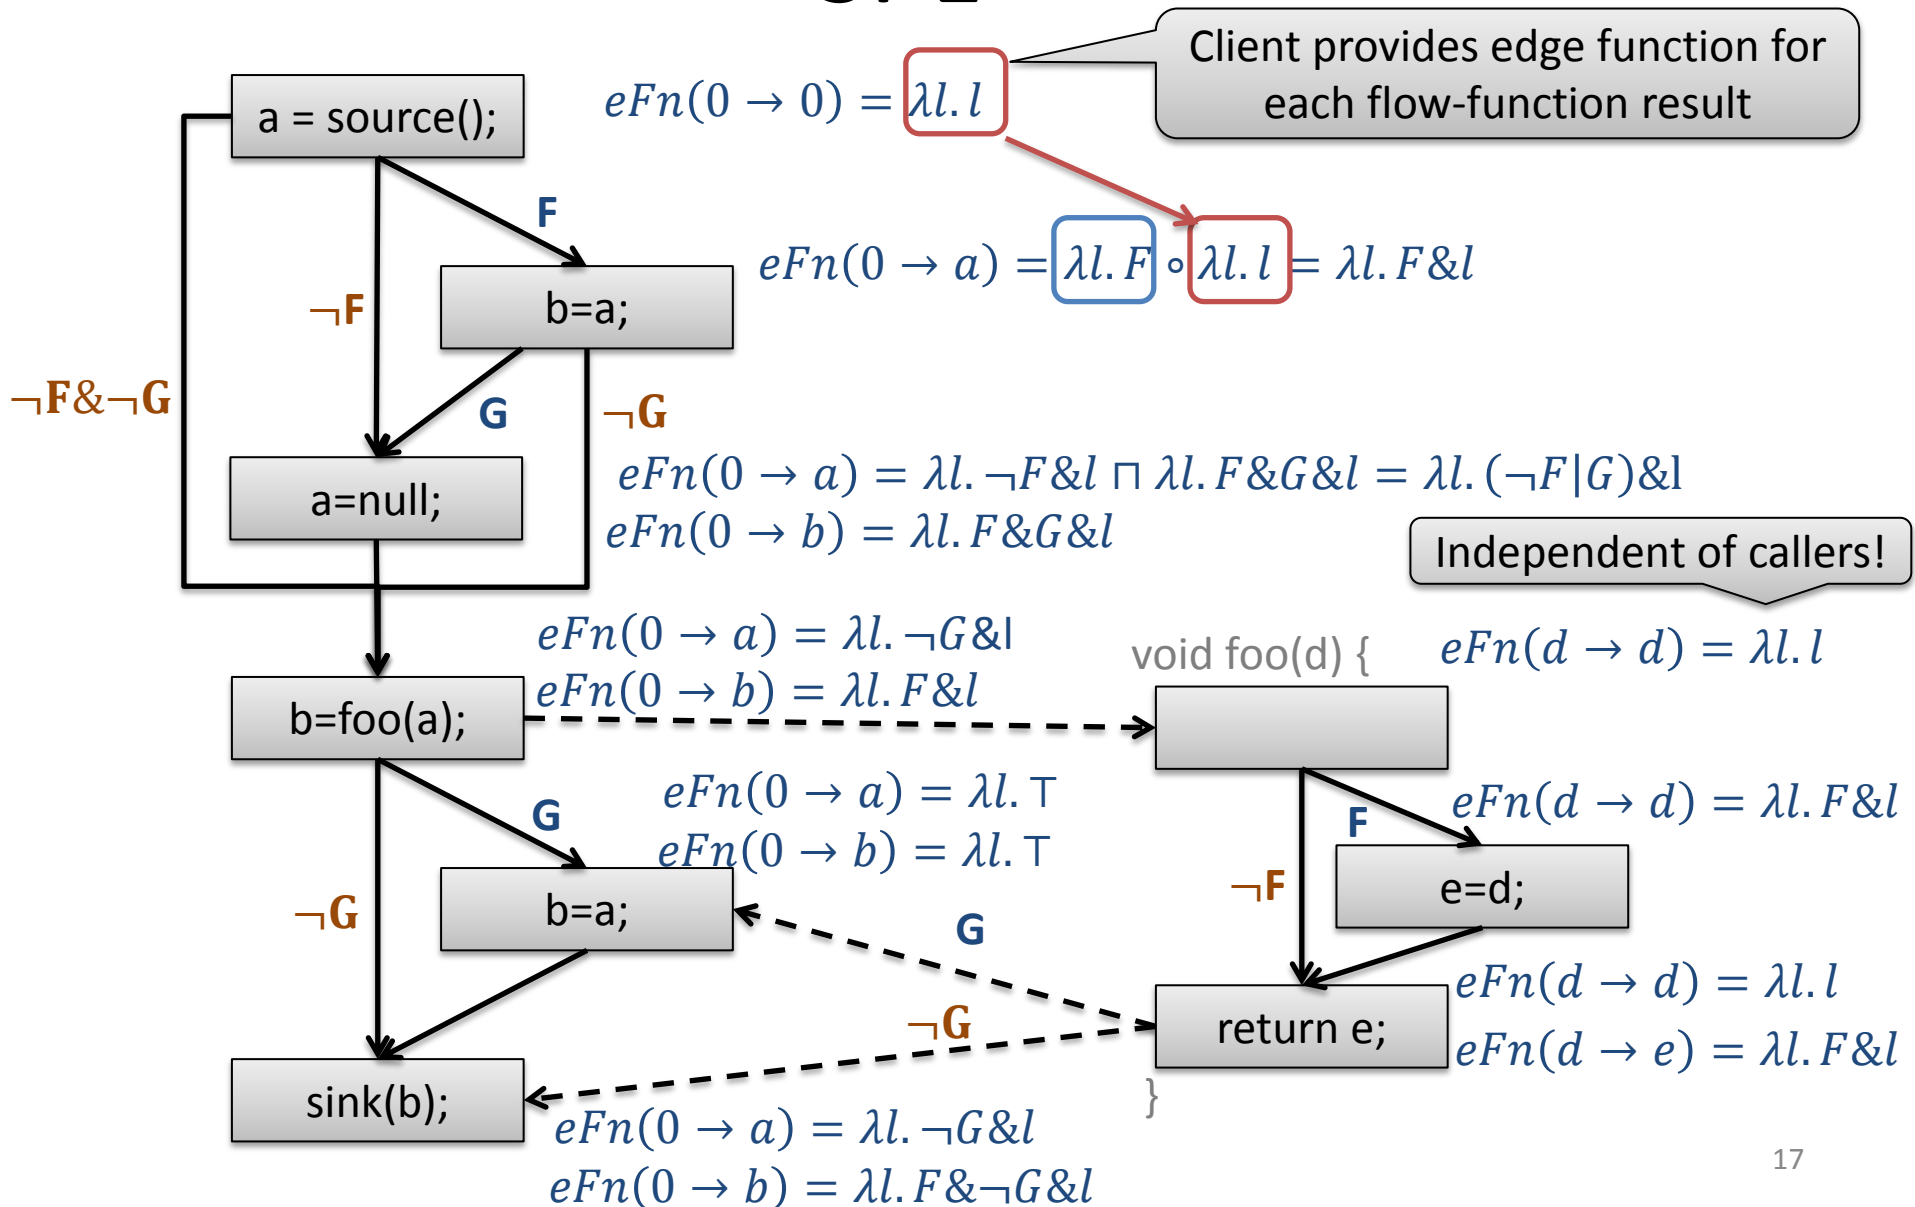 Client provides edge function for
each flow-function result
a = source();
eFn(0 → 0) = λl. l
F
eFn(0 → a) = λl. F ∘ λl. l = λl. F&l
¬F
b=a;
¬F&¬G
G
¬G
eFn(0 → a) = λl. ¬F&l ⊓ λl. F&G&l = λl. (¬F|G)&l
a=null;
eFn(0 → b) = λl. F&G&l
Independent of callers!
eFn(0 → a) = λl. ¬G&l
void foo(d) {
eFn(d → d) = λl. l
eFn(0 → b) = λl. F&l
b=foo(a);
eFn(0 → a) = λl. ⊤
eFn(d → d) = λl. F&l
G
F
eFn(0 → b) = λl. ⊤
¬G
b=a;
¬F
e=d;
G
eFn(d → d) = λl. l
¬G
return e;
eFn(d → e) = λl. F&l
sink(b);
}
eFn(0 → a) = λl. ¬G&l
eFn(0 → b) = λl. F&¬G&l
17